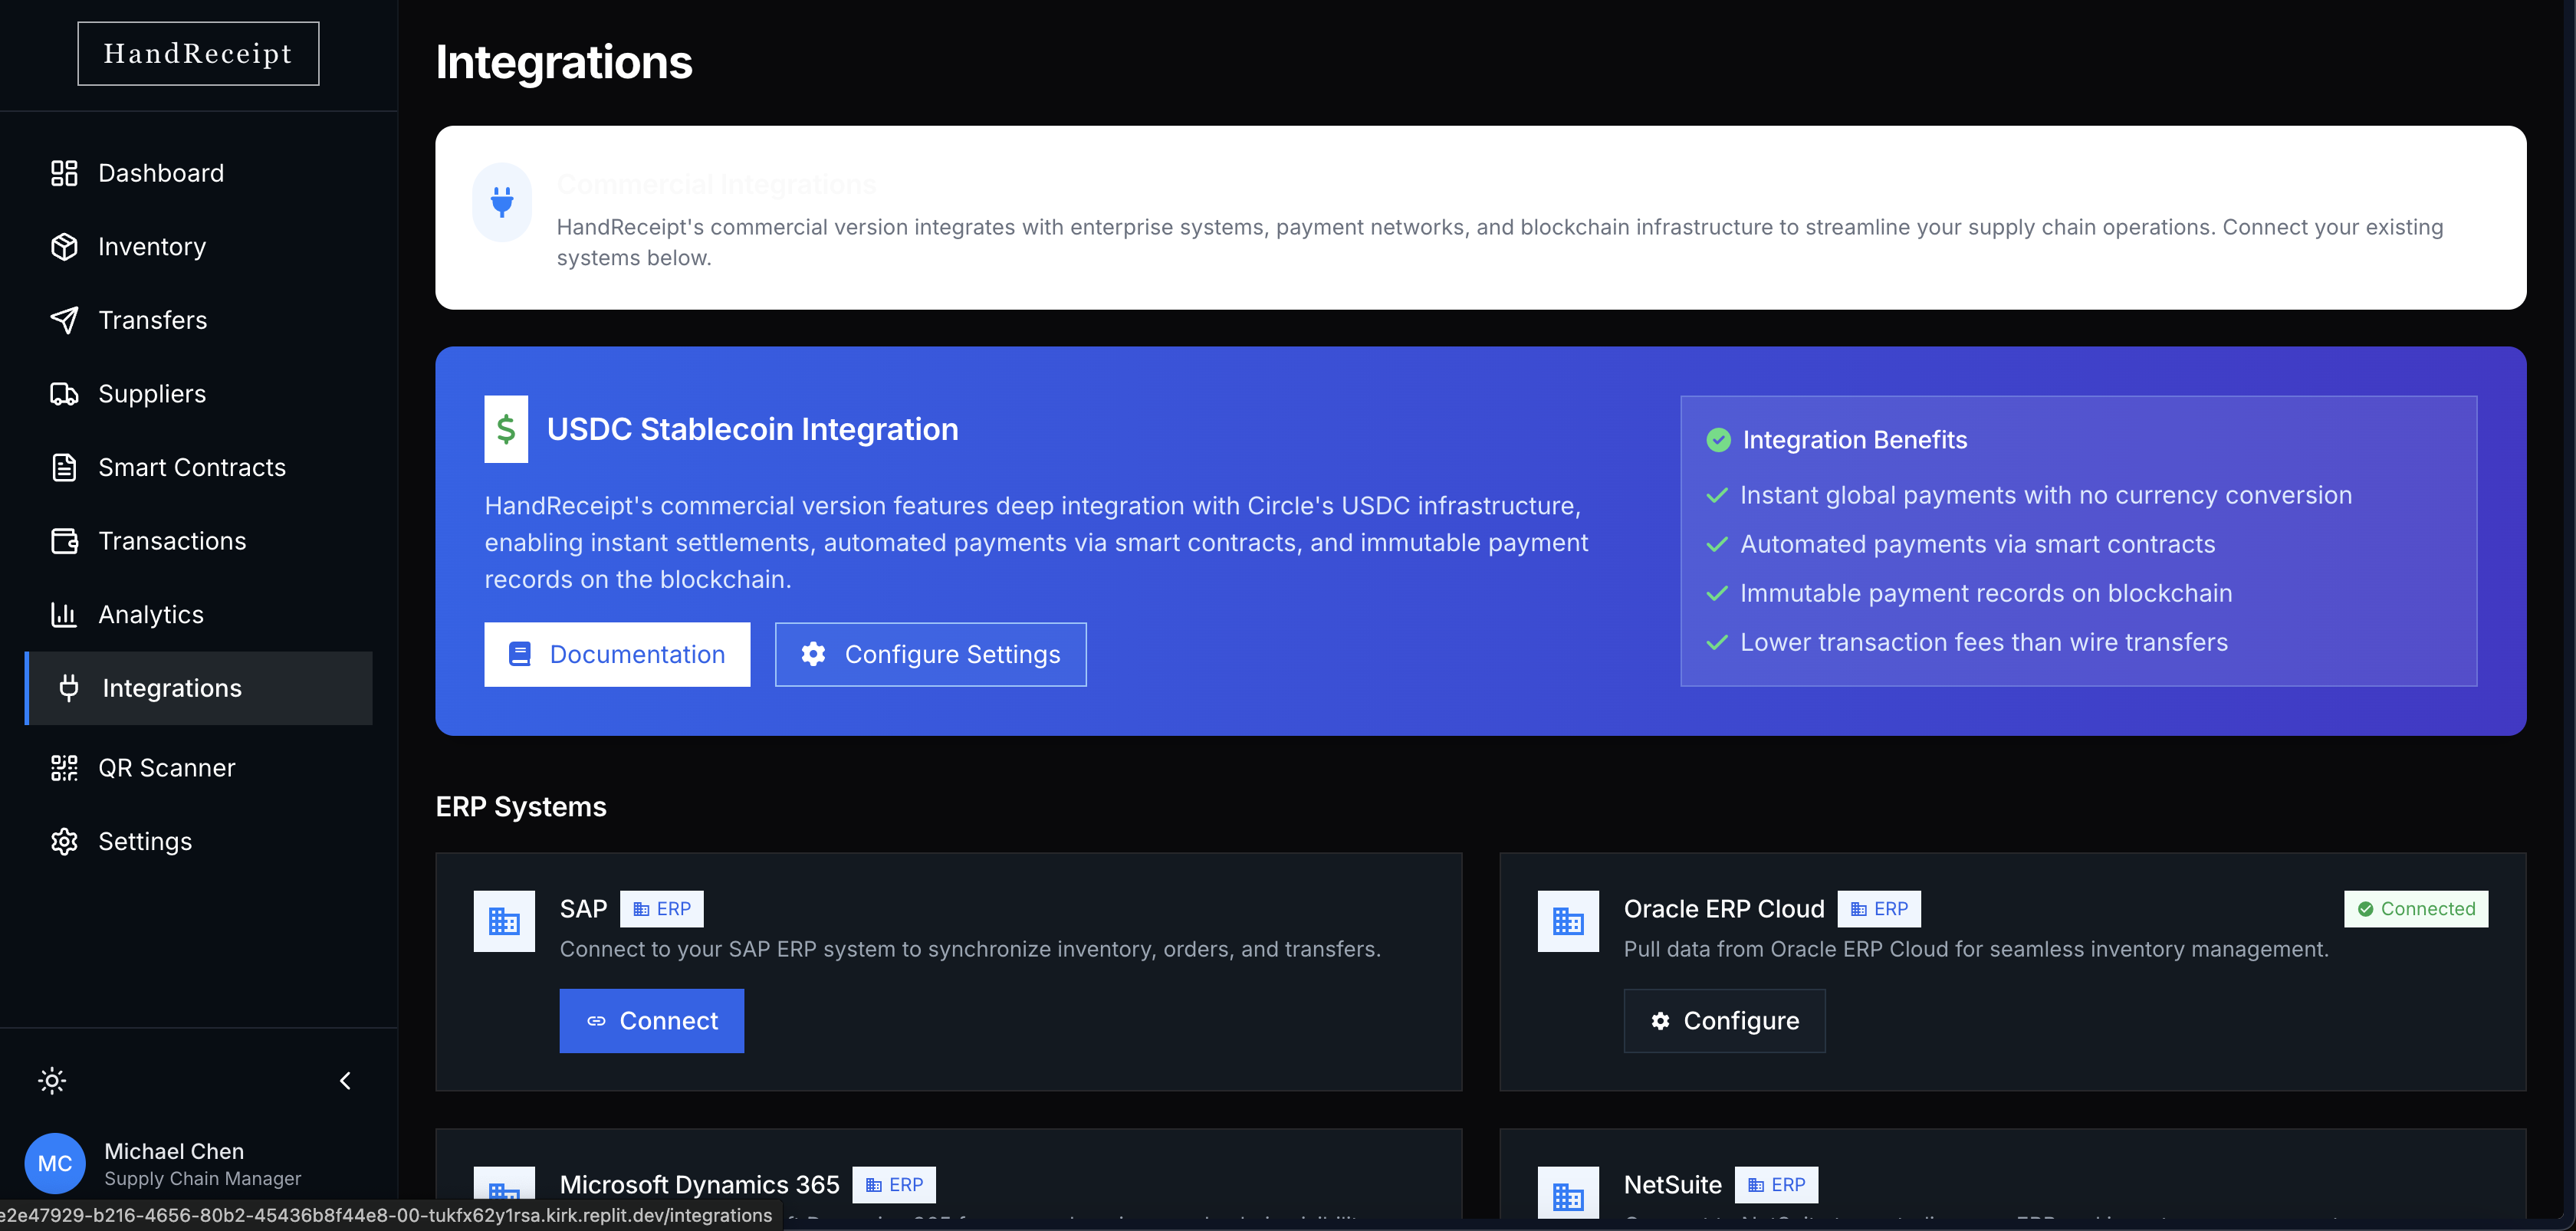 HandReceipt
Dashboard
Inventory
Transfers
Suppliers
Smart Contracts
Transactions
Analytics
Integrations
QR Scanner
Settings
MC
Michael Chen
Supply Chain Manager
Integrations
Commercial Integrations
HandReceipt's commercial version integrates with enterprise systems, payment networks, and blockchain infrastructure to streamline your supply chain operations. Connect your existing
systems below.
$ USDC Stablecoin Integration
HandReceipt's commercial version features deep integration with Circle's USDC infrastructure,
enabling instant settlements, automated payments via smart contracts, and immutable payment
records on the blockchain.
Documentation
Configure Settings
Integration Benefits
Instant global payments with no currency conversion
Automated payments via smart contracts
Immutable payment records on blockchain
Lower transaction fees than wire transfers
ERP Systems
SAP ERP
Connect to your SAP ERP system to synchronize inventory, orders, and transfers.
Connect
Oracle ERP Cloud ERP Connected
Pull data from Oracle ERP Cloud for seamless inventory management.
Configure
Microsoft Dynamics 365 ERP
NetSuite ERP
e2e47929-b216-4656-80b2-45436b8f44e8-00-tukfx62y1rsa.kirk.replit.dev/integrations